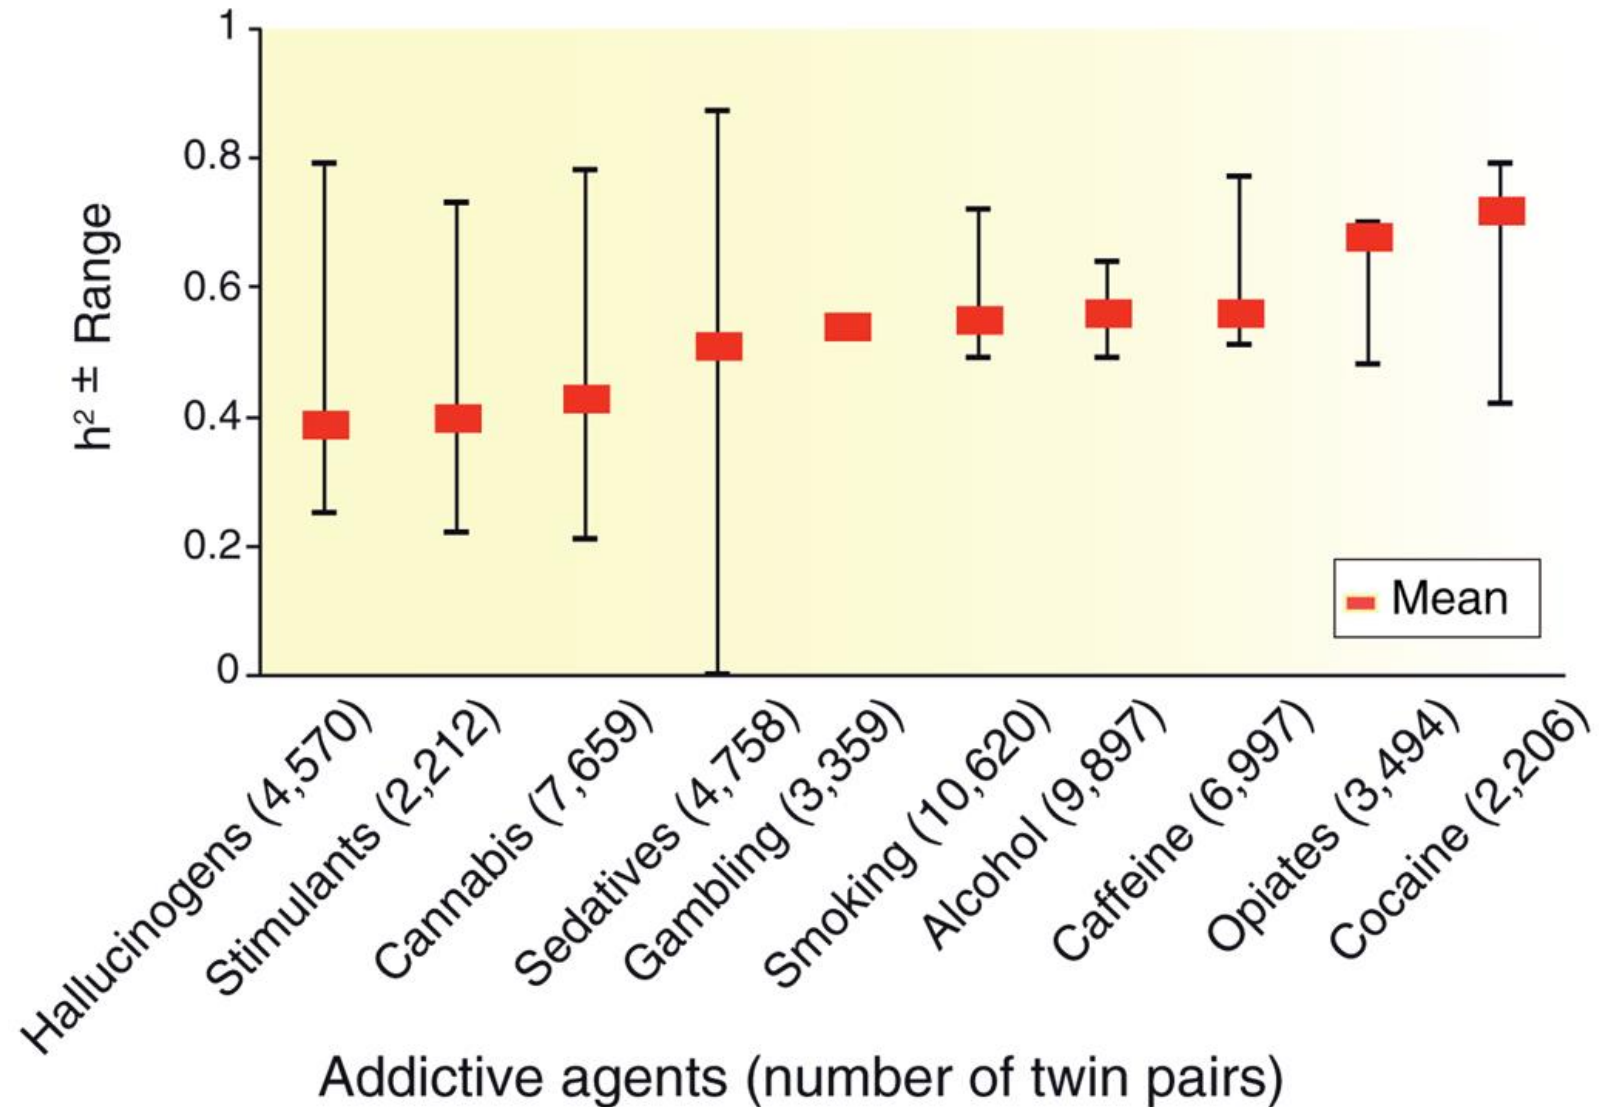 h² ± Range
1
0.8
0.6
0.4
0.2
0
Mean
Hallucinogens (4,570)
Stimulants (2,212)
Cannabis (7,659)
Sedatives (4,758)
Gambling (3,359)
Smoking (10,620)
Alcohol (9,897)
Caffeine (6,997)
Opiates (3,494)
Cocaine (2,206)
Addictive agents (number of twin pairs)